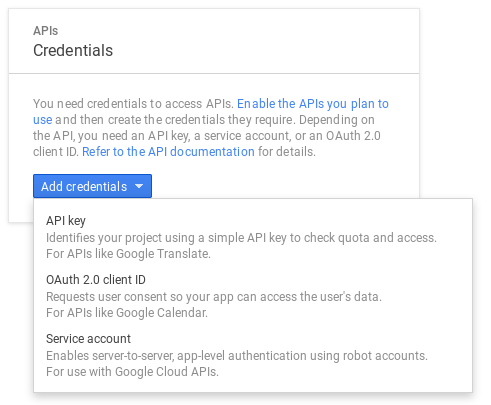 APIs
Credentials
You need credentials to access APIs. Enable the APIs you plan to
use and then create the credentials they require. Depending on
the API, you need an API key, a service account, or an OAuth 2.0
client ID. Refer to the API documentation for details.
Add credentials
API key
Identifies your project using a simple API key to check quota and access.
For APIs like Google Translate.
OAuth 2.0 client ID
Requests user consent so your app can access the user's data.
For APIs like Google Calendar.
Service account
Enables server-to-server, app-level authentication using robot accounts.
For use with Google Cloud APIs.